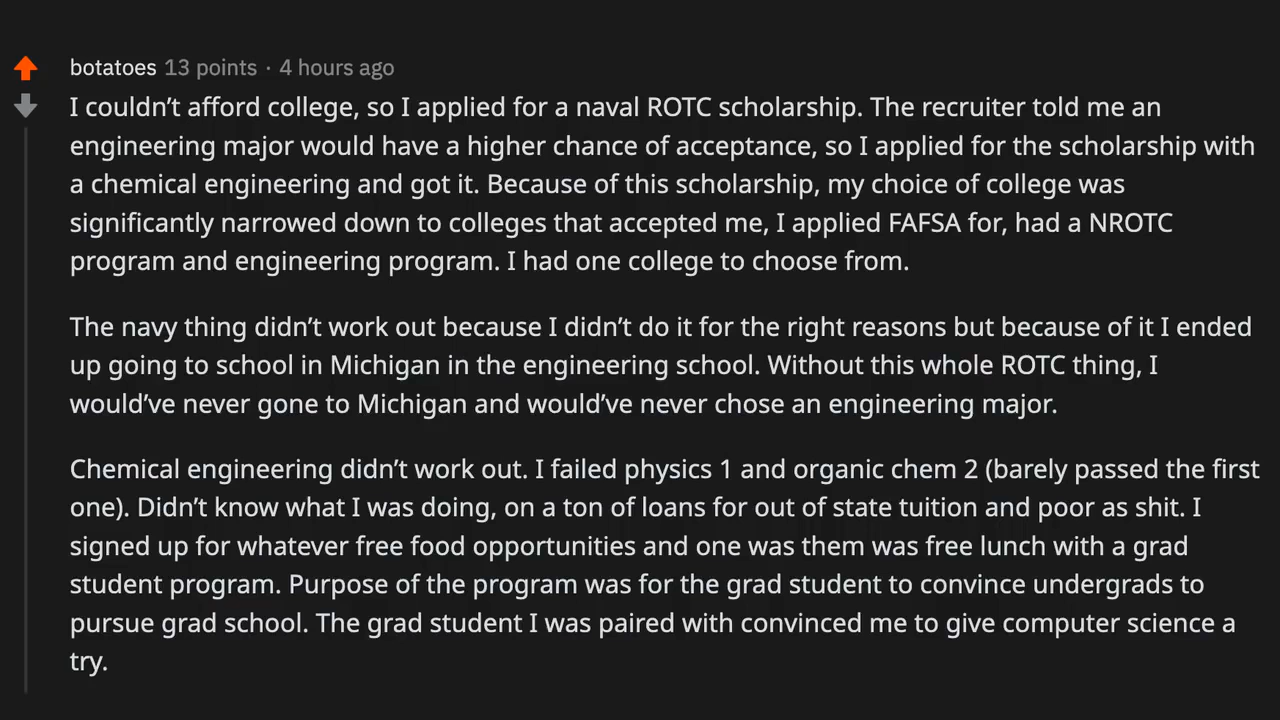 botatoes 13 points · 4 hours ago
I couldn’t afford college, so I applied for a naval ROTC scholarship. The recruiter told me an
engineering major would have a higher chance of acceptance, so I applied for the scholarship with
a chemical engineering and got it. Because of this scholarship, my choice of college was
significantly narrowed down to colleges that accepted me, I applied FAFSA for, had a NROTC
program and engineering program. I had one college to choose from.
The navy thing didn’t work out because I didn’t do it for the right reasons but because of it I ended
up going to school in Michigan in the engineering school. Without this whole ROTC thing, I
would’ve never gone to Michigan and would’ve never chose an engineering major.
Chemical engineering didn’t work out. I failed physics 1 and organic chem 2 (barely passed the first
one). Didn’t know what I was doing, on a ton of loans for out of state tuition and poor as shit. I
signed up for whatever free food opportunities and one was them was free lunch with a grad
student program. Purpose of the program was for the grad student to convince undergrads to
pursue grad school. The grad student I was paired with convinced me to give computer science a
try.